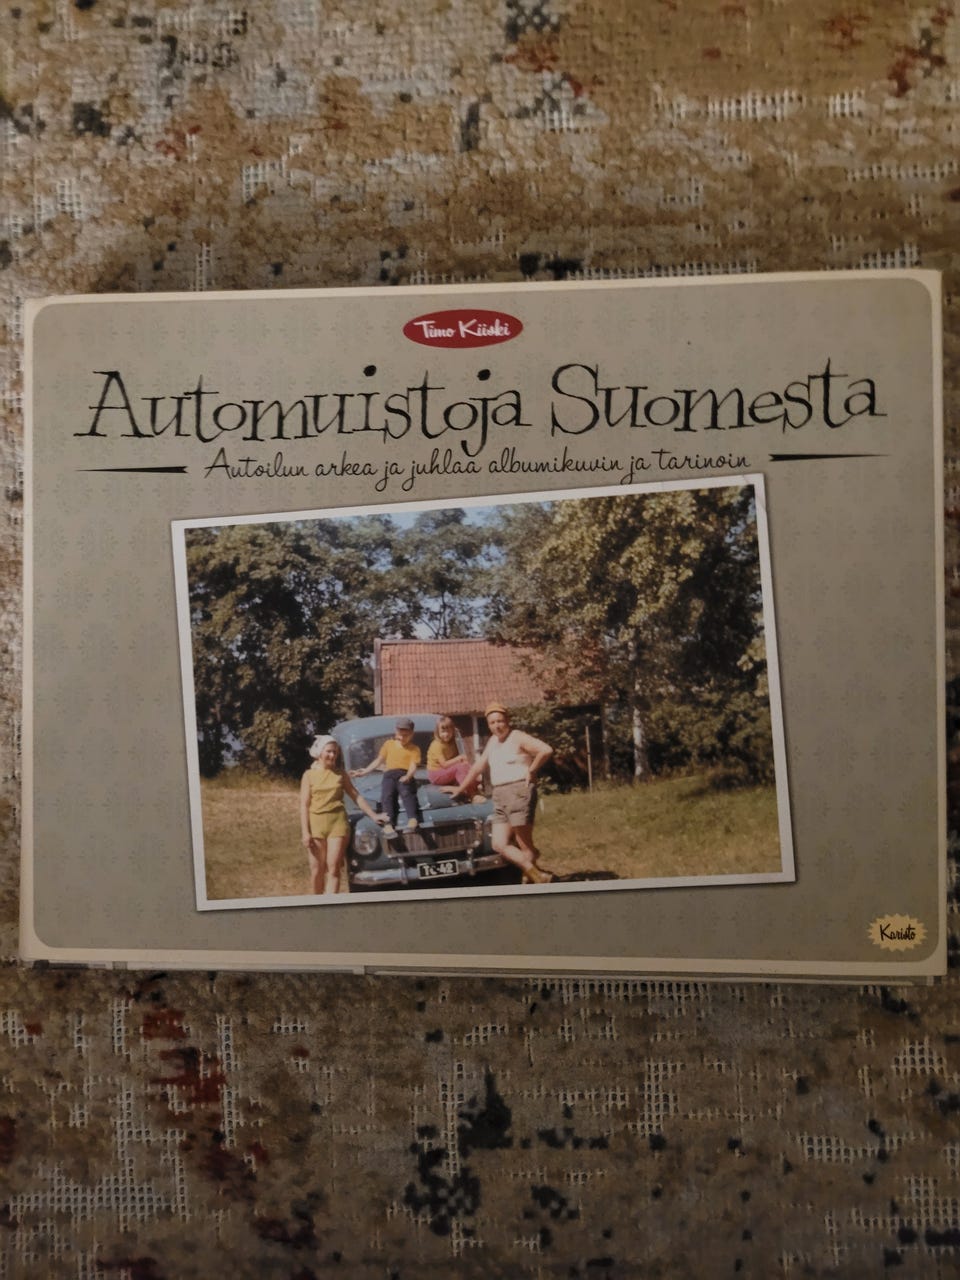 Timo Kiiski
Automuistoja Suomesta
Autoilun arkea ja juhlaa albumikuvin ja tarinoin
Karisto